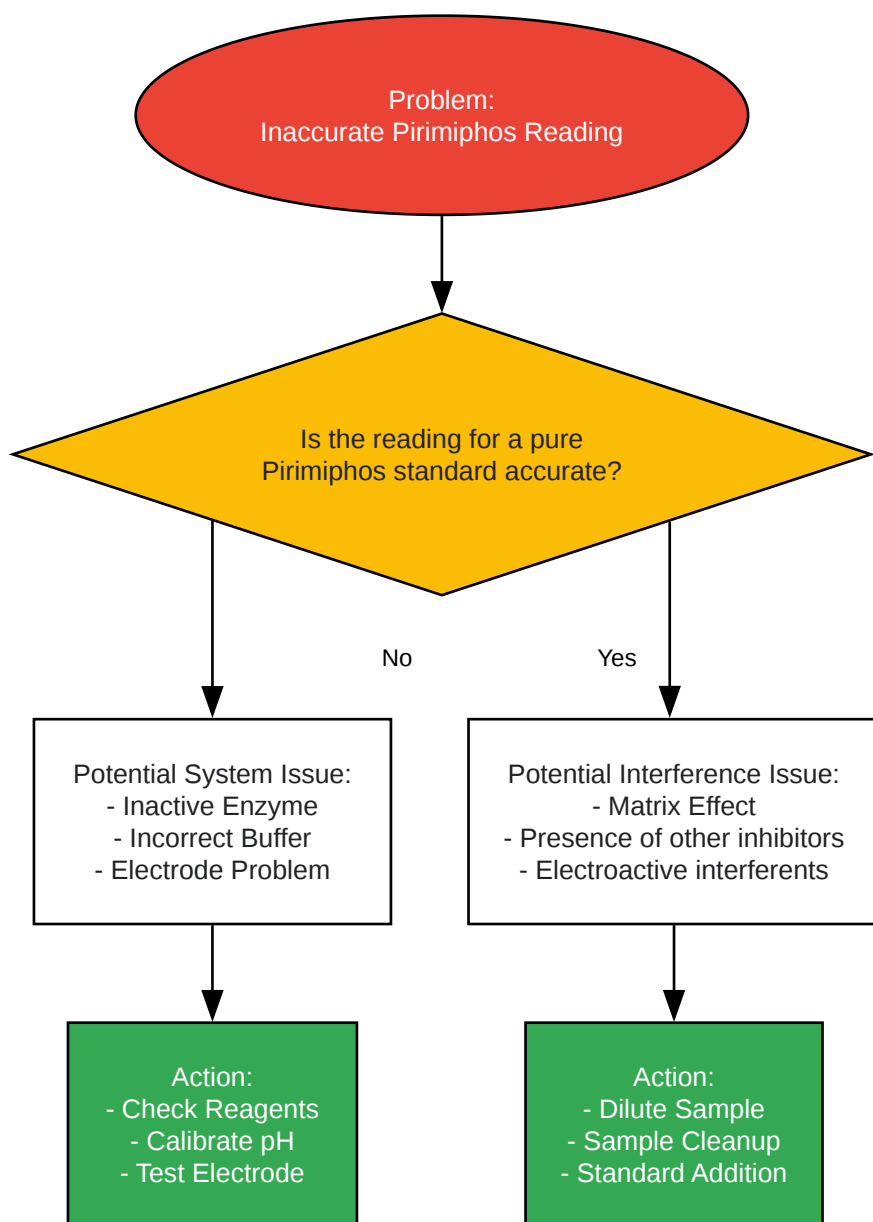 Problem:
Inaccurate Pirimiphos Reading
Is the reading for a pure
Pirimiphos standard accurate?
No
Yes
Potential System Issue:
- Inactive Enzyme
- Incorrect Buffer
- Electrode Problem
Potential Interference Issue:
- Matrix Effect
- Presence of other inhibitors
- Electroactive interferents
Action:
- Check Reagents
- Calibrate pH
- Test Electrode
Action:
- Dilute Sample
- Sample Cleanup
- Standard Addition